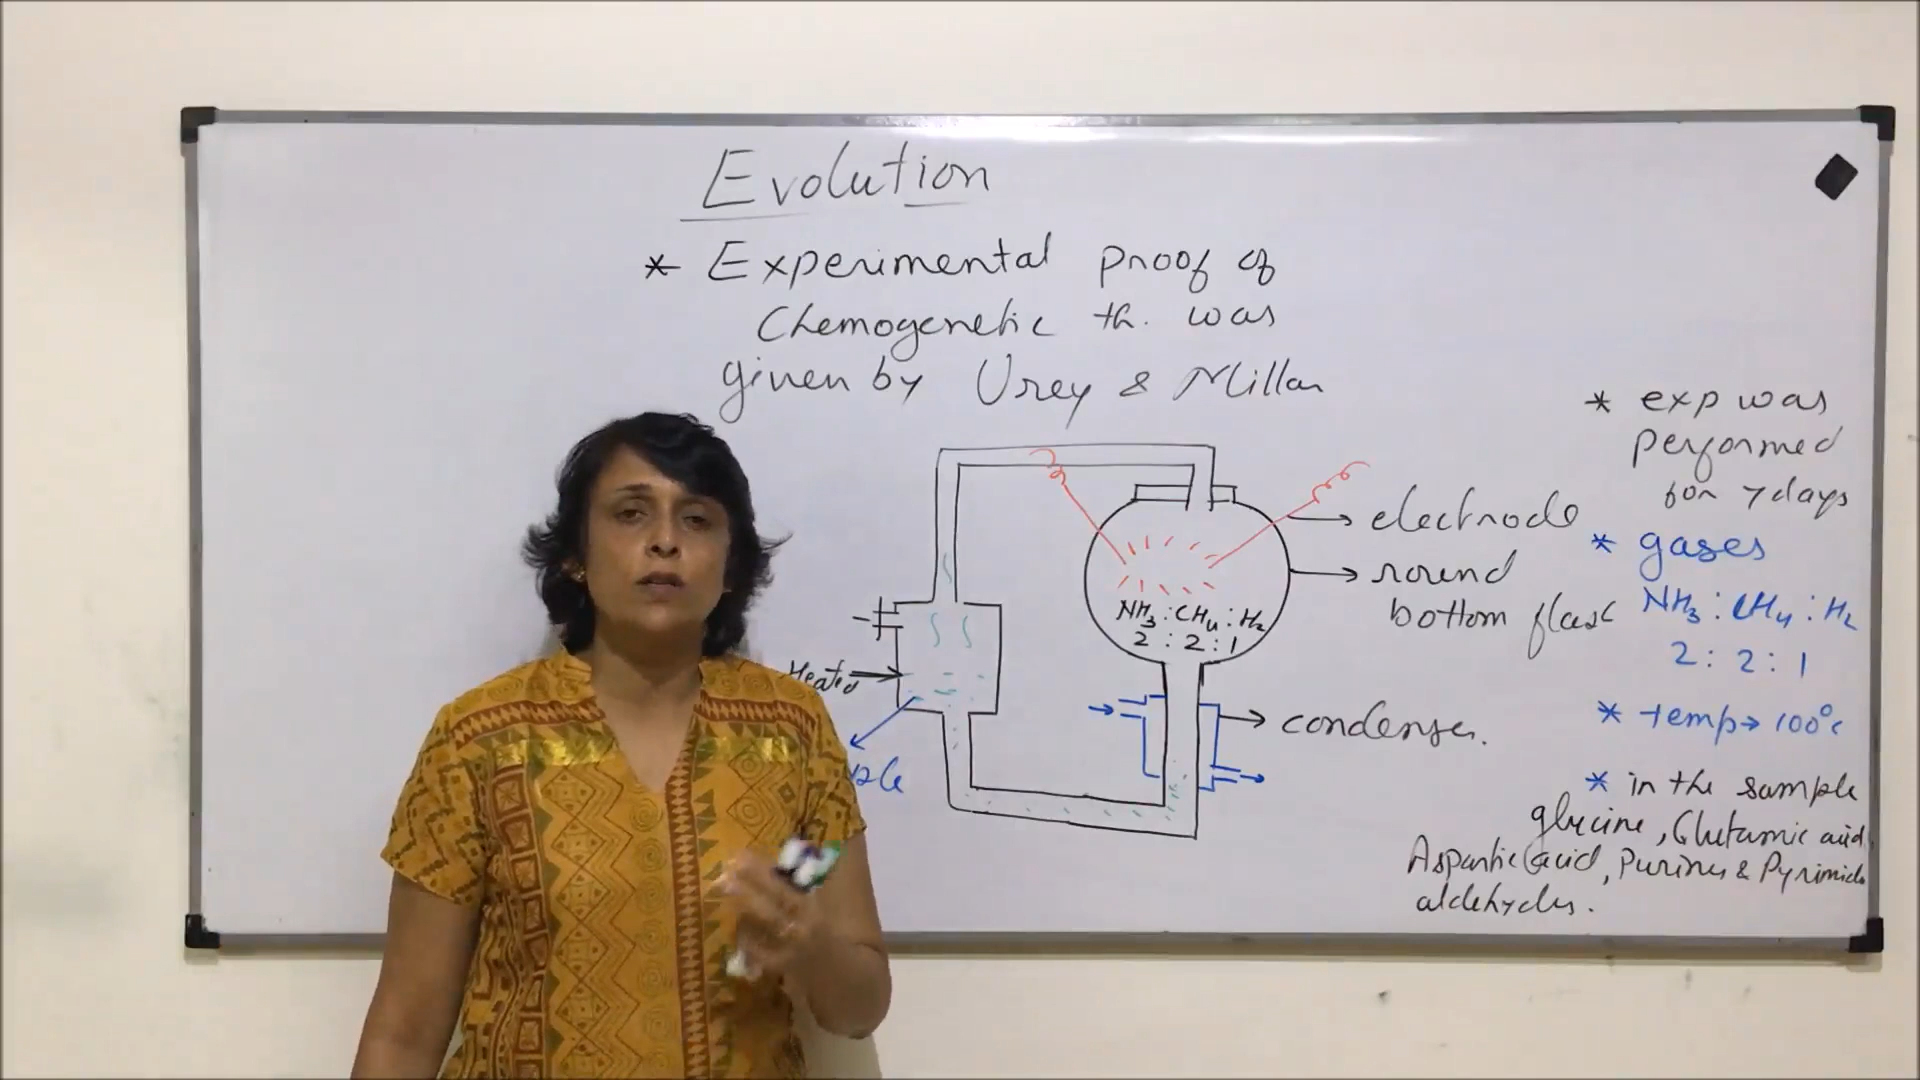 Evolution
* Experimental proof of
Chemogenetic th. was
given by Urey & Millar
electrode
round
bottom flask
NH3 : CH4 : H2
2 : 2 : 1
Heated
condenser.
* exp was
performed
for 7 days
* gases
NH3 : CH4 : H2
2 : 2 : 1
* temp → 100°C
* in the sample
glycine, Glutamic acid,
Aspartic acid, Purines &
aldehydes.